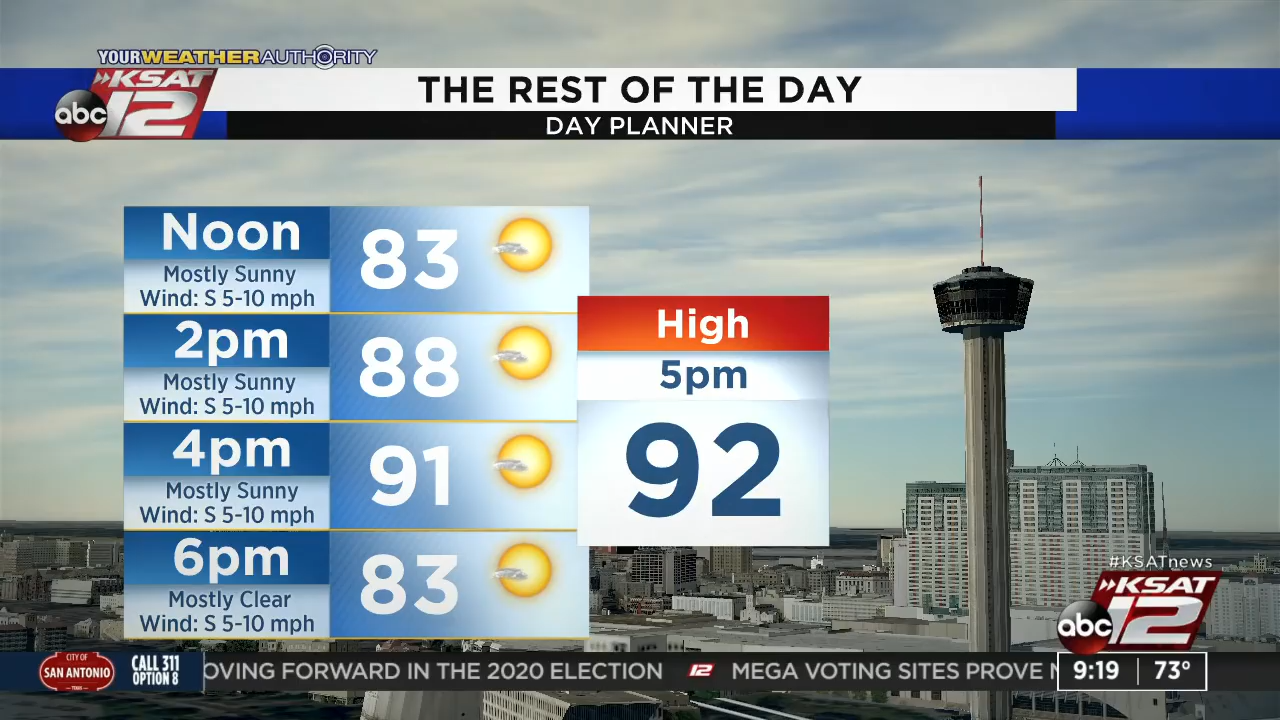 YOURWEATHERAUTHORITY
KSAT
abc 12
THE REST OF THE DAY
DAY PLANNER
Noon
Mostly Sunny
Wind: S 5-10 mph
83
2pm
Mostly Sunny
Wind: S 5-10 mph
88
4pm
Mostly Sunny
Wind: S 5-10 mph
91
6pm
Mostly Clear
Wind: S 5-10 mph
83
High
5pm
92
#KSATnews
KSAT
abc 12
CITY OF
SAN ANTONIO
TEXAS
CALL 311
OPTION 8
OVING FORWARD IN THE 2020 ELECTION 12 MEGA VOTING SITES PROVE
9:19 73°